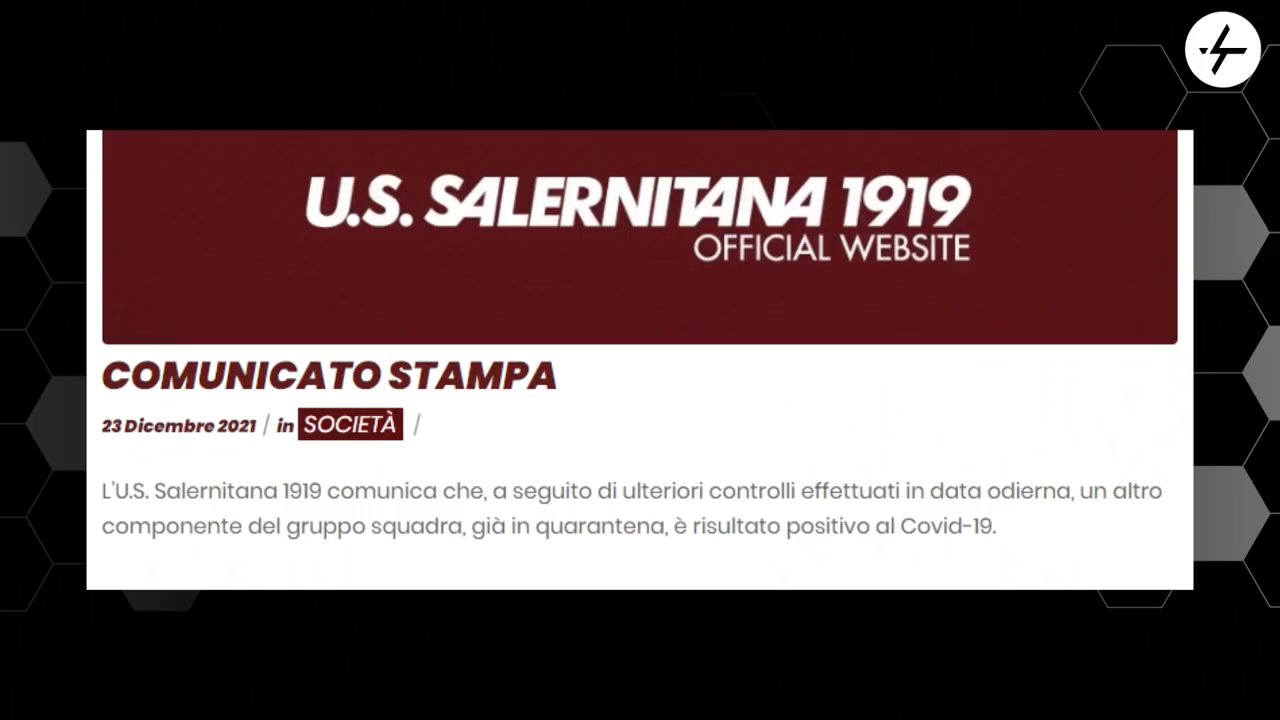 U.S. SALERNITANA 1919
OFFICIAL WEBSITE
COMUNICATO STAMPA
23 Dicembre 2021 / in SOCIETÀ /
L'U.S. Salernitana 1919 comunica che, a seguito di ulteriori controlli effettuati in data odierna, un altro
componente del gruppo squadra, già in quarantena, è risultato positivo al Covid-19.